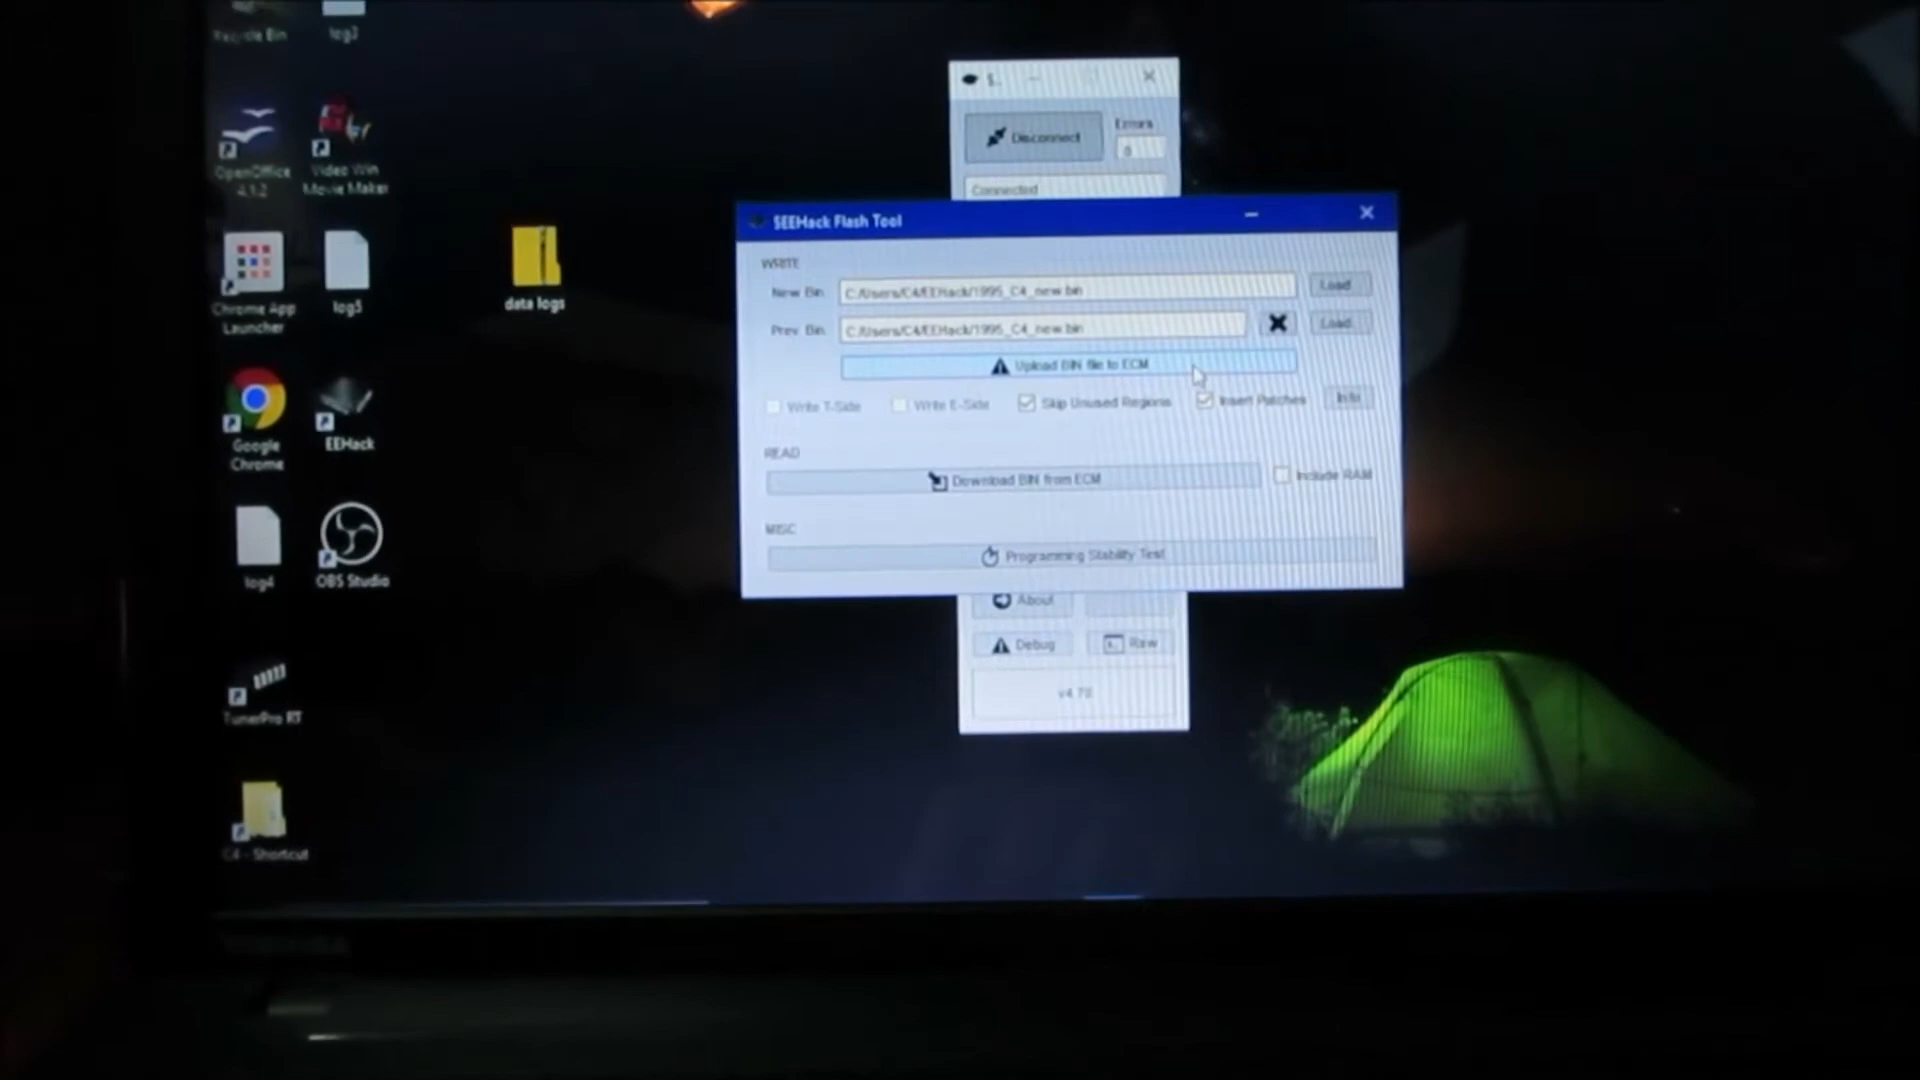 Recycle Bin
log3
OpenOffice
4.1.2
Video Win
Movie Maker
Chrome App
Launcher
log5
data logs
Google
Chrome
EEHack
log4
OBS Studio
TunerPro RT
C4 - Shortcut
Disconnect
Errors
0
Connected
SEEHack Flash Tool
WRITE
New Bin
C:/Users/C4/EEHack/1995_C4_new.bin
Load
Prev Bin
C:/Users/C4/EEHack/1995_C4_new.bin
Load
Upload BIN file to ECM
Write T-Side
Write E-Side
Skip Unused Regions
Insert Patches
Info
READ
Download BIN from ECM
Include RAM
MISC
Programming Stability Test
About
Debug
Raw
TOSHIBA